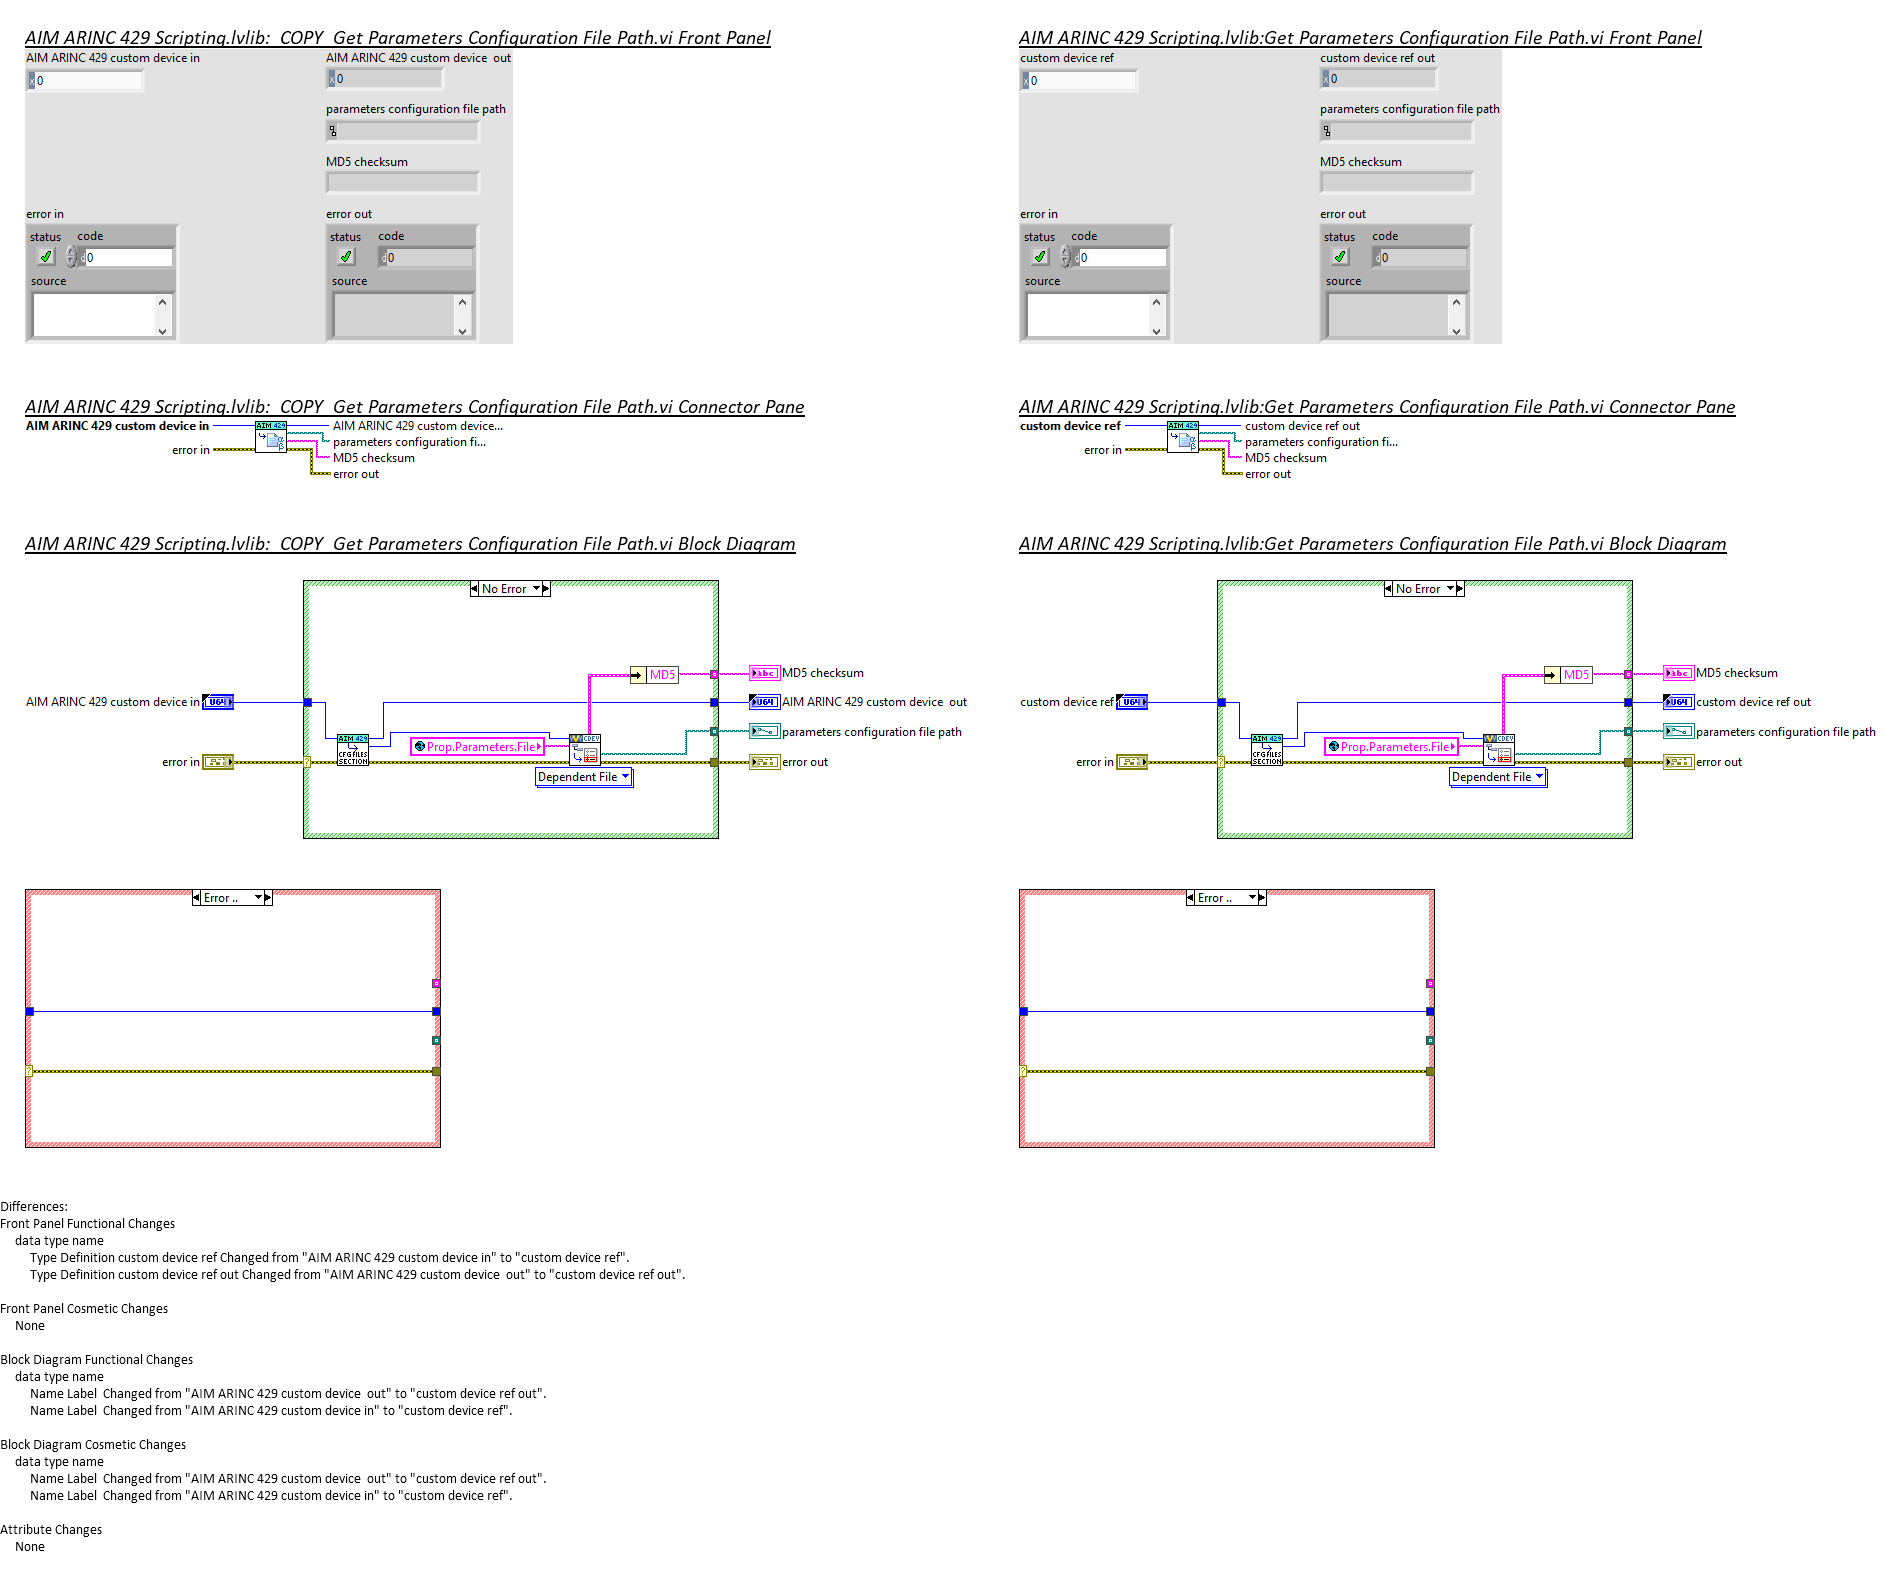 AIM ARINC 429 Scripting.lvlib:  COPY  Get Parameters Configuration File Path.vi Front Panel
AIM ARINC 429 custom device in
0
AIM ARINC 429 custom device  out
0
parameters configuration file path
MD5 checksum
error in
status
code
0
source
error out
status
code
0
source
AIM ARINC 429 Scripting.lvlib:Get Parameters Configuration File Path.vi Front Panel
custom device ref
0
custom device ref out
0
parameters configuration file path
MD5 checksum
error in
status
code
0
source
error out
status
code
0
source
AIM ARINC 429 Scripting.lvlib:  COPY  Get Parameters Configuration File Path.vi Connector Pane
AIM ARINC 429 custom device in
error in
AIM 429
AIM ARINC 429 custom device...
parameters configuration fi...
MD5 checksum
error out
AIM ARINC 429 Scripting.lvlib:Get Parameters Configuration File Path.vi Connector Pane
custom device ref
error in
AIM 429
custom device ref out
parameters configuration fi...
MD5 checksum
error out
AIM ARINC 429 Scripting.lvlib:  COPY  Get Parameters Configuration File Path.vi Block Diagram
No Error
MD5
abc
MD5 checksum
AIM ARINC 429 custom device in
U64
U64
AIM ARINC 429 custom device  out
AIM 429
CFG FILES
SECTION
Prop.Parameters.File
CDEV
parameters configuration file path
error in
?
error out
Dependent File
Error ..
?
AIM ARINC 429 Scripting.lvlib:Get Parameters Configuration File Path.vi Block Diagram
No Error
MD5
abc
MD5 checksum
custom device ref
U64
U64
custom device ref out
AIM 429
CFG FILES
SECTION
Prop.Parameters.File
CDEV
parameters configuration file path
error in
?
error out
Dependent File
Error ..
?
Differences:
Front Panel Functional Changes
data type name
Type Definition custom device ref Changed from "AIM ARINC 429 custom device in" to "custom device ref".
Type Definition custom device ref out Changed from "AIM ARINC 429 custom device  out" to "custom device ref out".
Front Panel Cosmetic Changes
None
Block Diagram Functional Changes
data type name
Name Label  Changed from "AIM ARINC 429 custom device  out" to "custom device ref out".
Name Label  Changed from "AIM ARINC 429 custom device in" to "custom device ref".
Block Diagram Cosmetic Changes
data type name
Name Label  Changed from "AIM ARINC 429 custom device  out" to "custom device ref out".
Name Label  Changed from "AIM ARINC 429 custom device in" to "custom device ref".
Attribute Changes
None